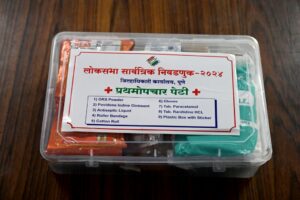 लोकसभा सार्वत्रिक निवडणूक-२०२४
जिल्हाधिकारी कार्यालय, पुणे
प्रथमोपचार पेटी
1) ORS Powder
2) Povidone Iodine Ointment
3) Antiseptic Liquid
4) Roller Bandage
5) Cotton Roll
6) Gloves
7) Tab. Paracetamol
8) Tab. Ranitidine HCL
9) Plastic Box with Sticker